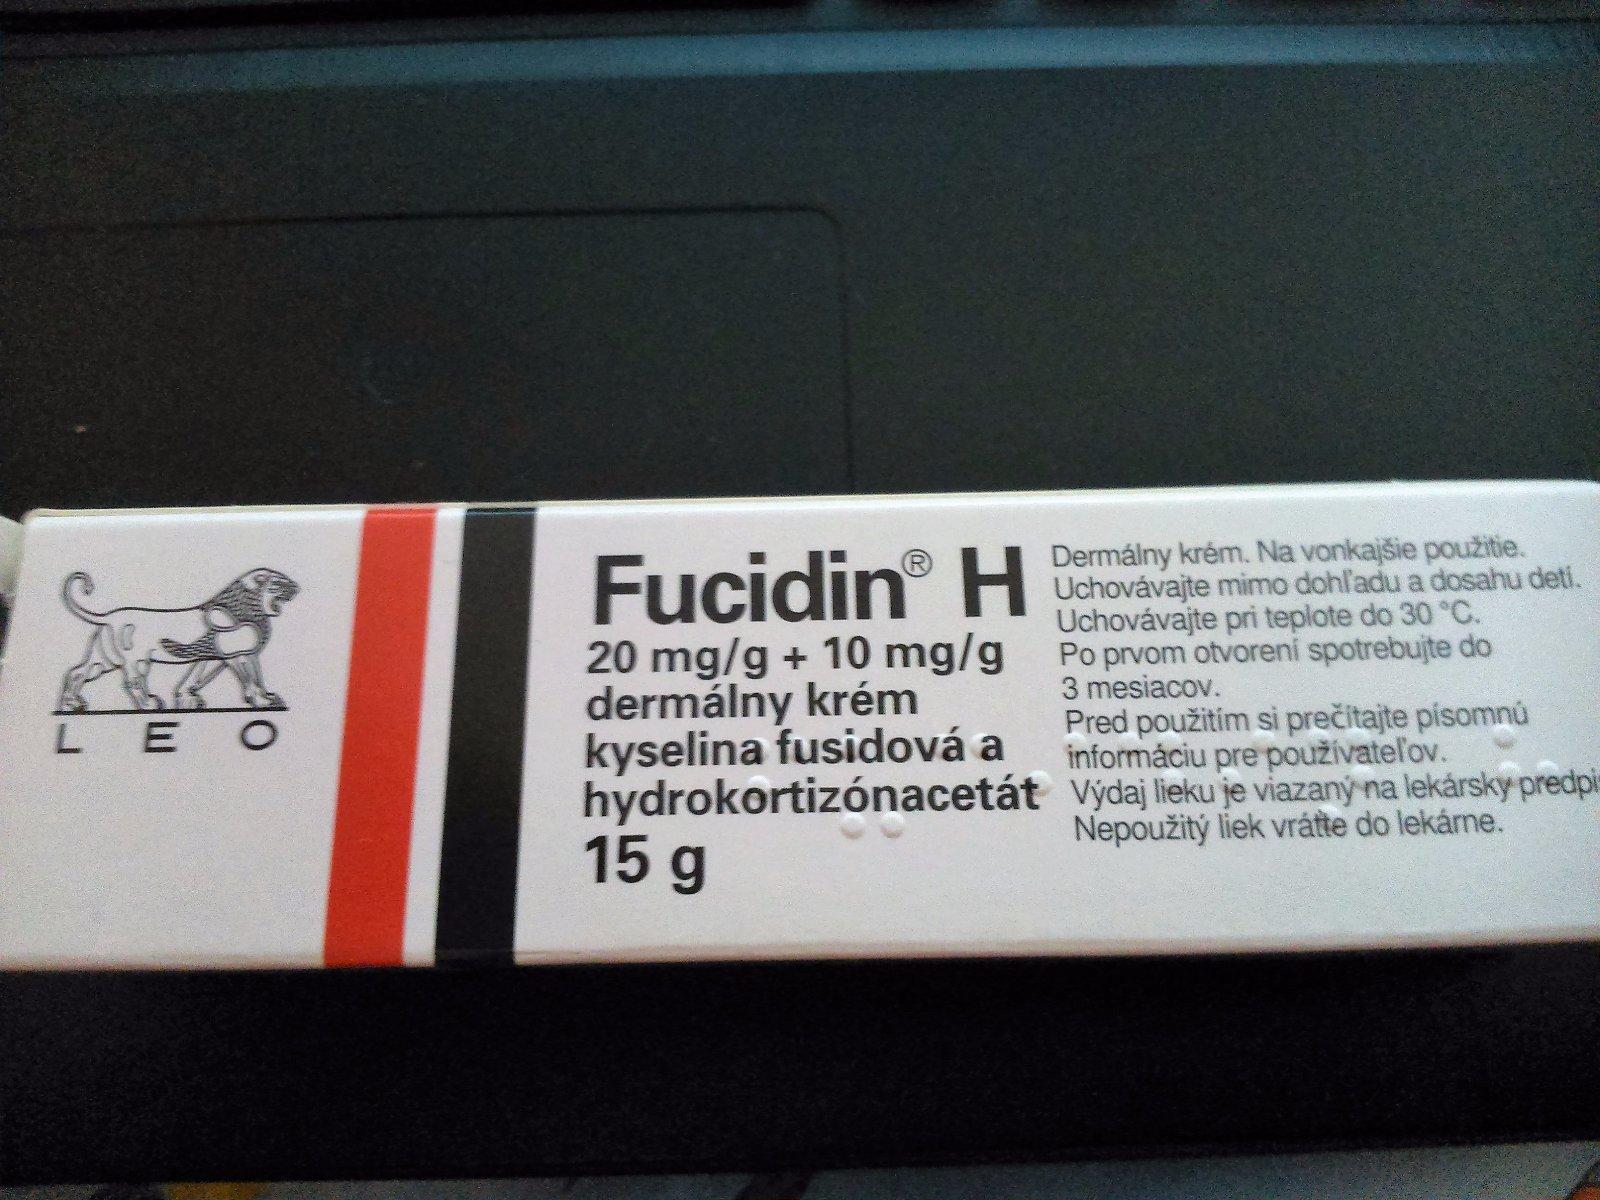 LEO
Fucidin® H
20 mg/g + 10 mg/g
dermálny krém
kyselina fusidová a
hydrokortizónacetát
15 g
Dermálny krém. Na vonkajšie použitie.
Uchovávajte mimo dohľadu a dosahu detí.
Uchovávajte pri teplote do 30 °C.
Po prvom otvorení spotrebujte do
3 mesiacov.
Pred použitím si prečítajte písomnú
informáciu pre používateľov.
Výdaj lieku je viazaný na lekársky predpi
Nepoužitý liek vráťte do lekárne.